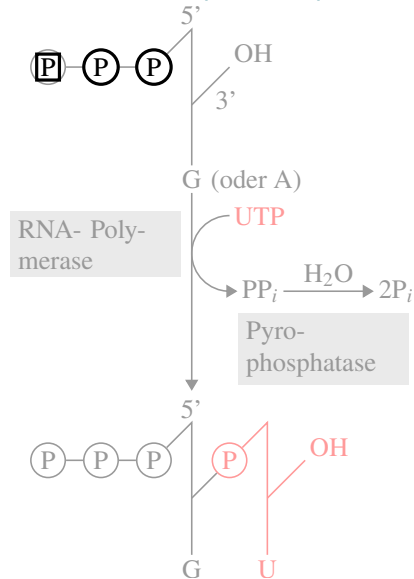 5’
P P P
OH
3’
G (oder A)
UTP
RNA- Poly-
merase
PPi
H2O
2Pi
Pyro-
phosphatase
5’
P P P P
OH
G U